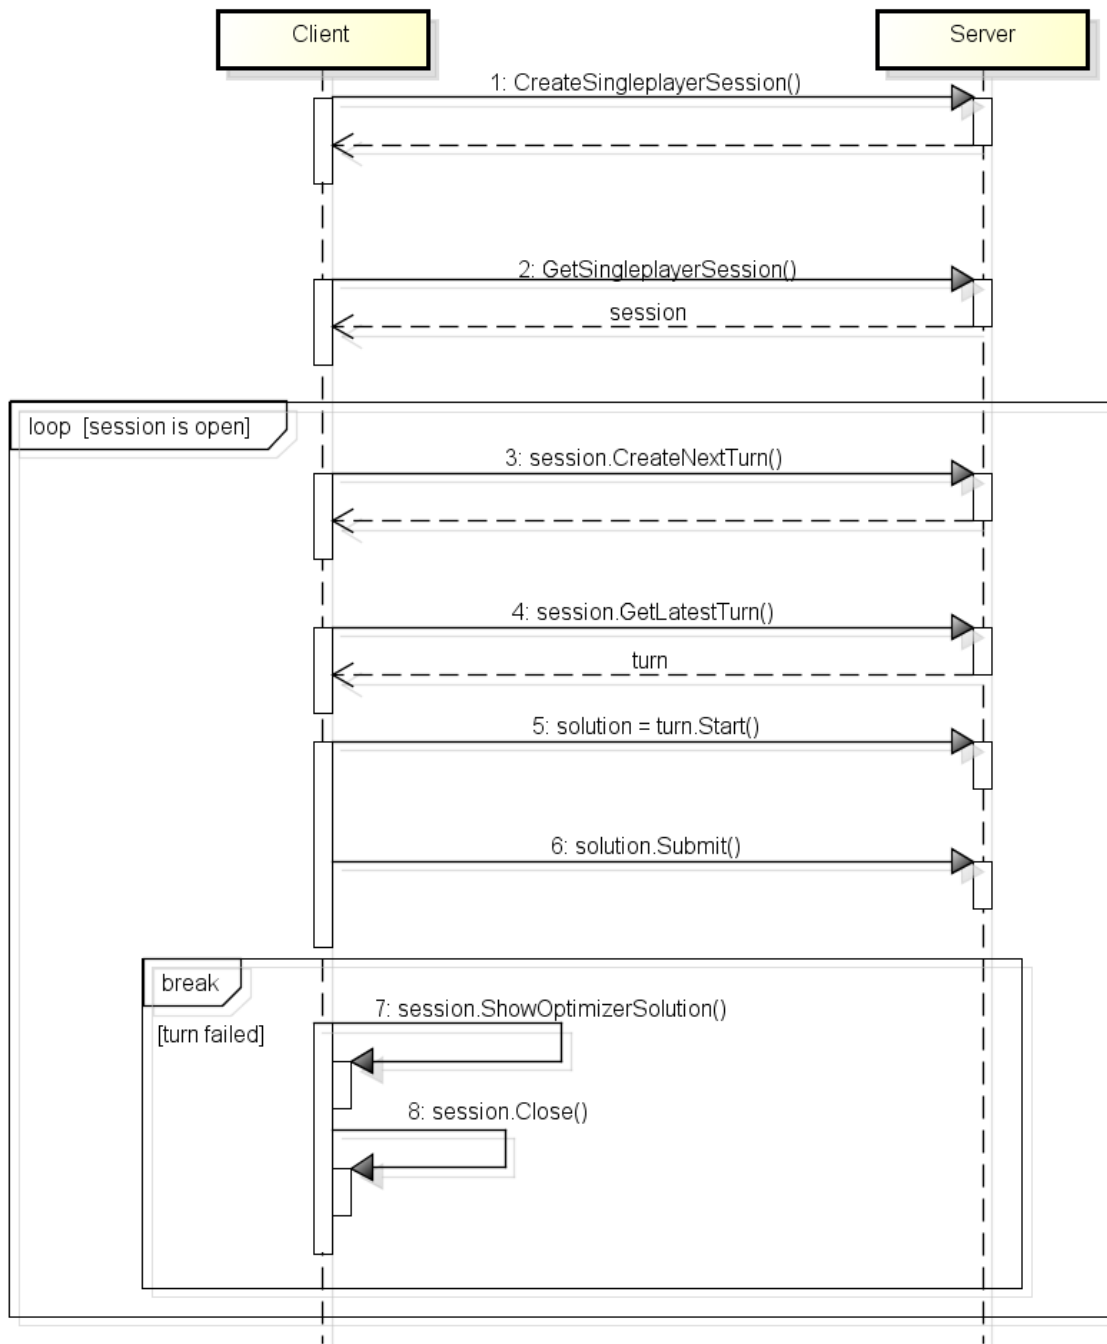 Client
Server
1: CreateSingleplayerSession()
2: GetSingleplayerSession()
session
loop [session is open]
3: session.CreateNextTurn()
4: session.GetLatestTurn()
turn
5: solution = turn.Start()
6: solution.Submit()
break
7: session.ShowOptimizerSolution()
[turn failed]
8: session.Close()